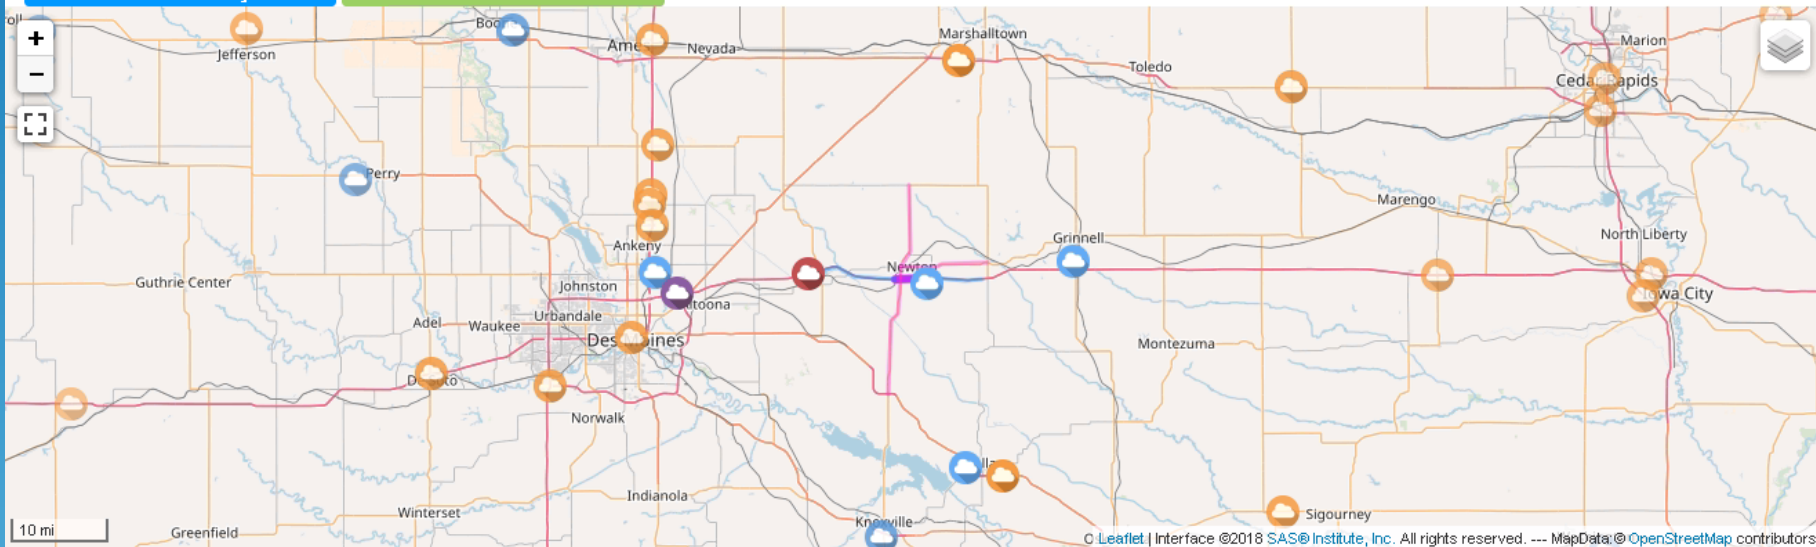 +
Marshalltown
Marion
Jefferson
Nevada
−
Toledo
Cedar Rapids
Perry
Marengo
North Liberty
Ankeny
Grinnell
Newton
Guthrie Center
Johnston
Iowa City
Altoona
Urbandale
Adel
Waukee
Des Moines
Montezuma
De Soto
Norwalk
Indianola
Winterset
Sigourney
Knoxville
10 mi
Greenfield
© Leaflet | Interface ©2018 SAS® Institute, Inc. All rights reserved. --- MapData: © OpenStreetMap contributors